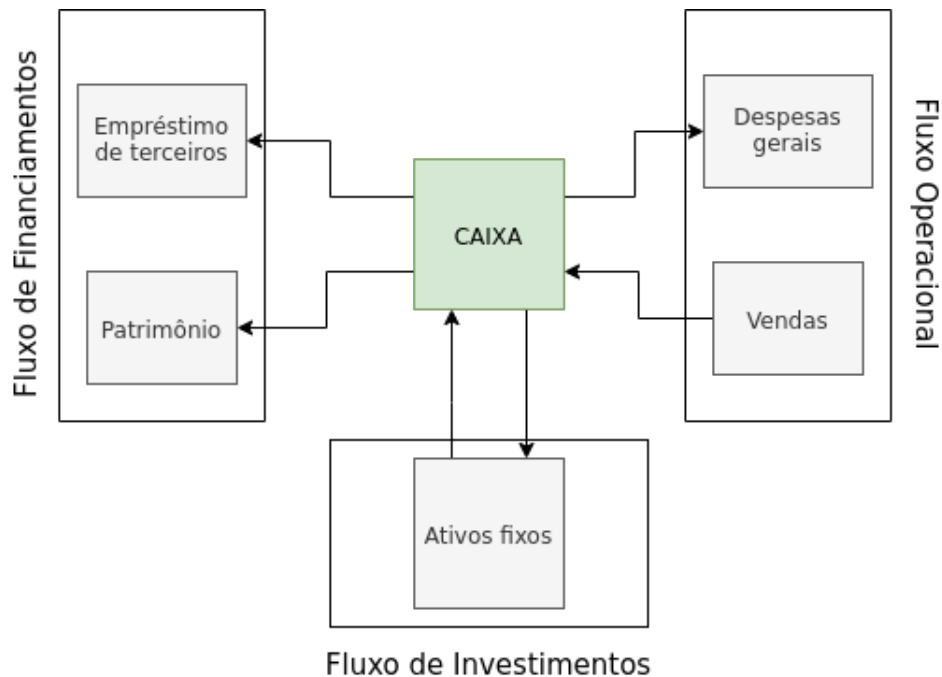 Fluxo de Financiamentos
Empréstimo
de terceiros
Patrimônio
CAIXA
Despesas
gerais
Vendas
Fluxo Operacional
Ativos fixos
Fluxo de Investimentos